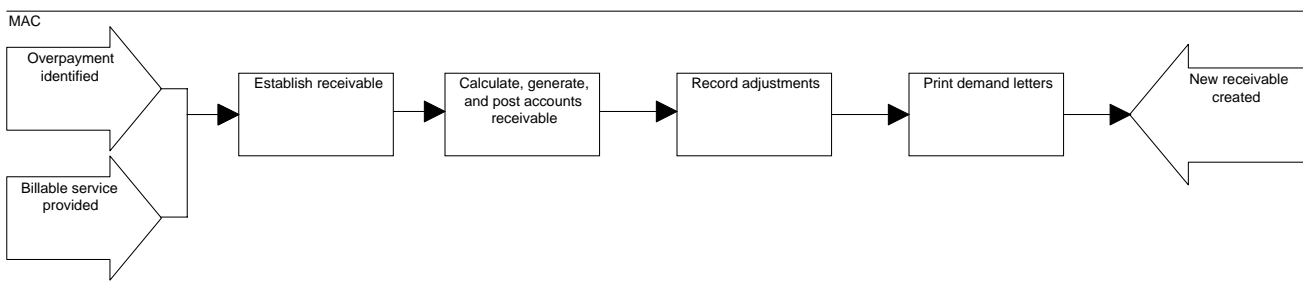 MAC
Overpayment
identified
Billable service
provided
Establish receivable
Calculate, generate,
and post accounts
receivable
Record adjustments
Print demand letters
New receivable
created